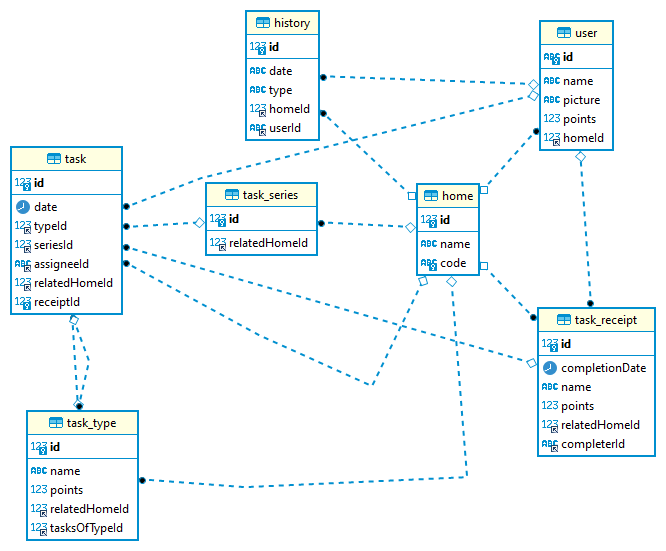 history
123 id
ABC date
ABC type
123 homeId
ABC userId
user
ABC id
ABC name
ABC picture
123 points
123 homeId
task
123 id
date
123 typeId
123 seriesId
ABC assigneeId
123 relatedHomeId
123 receiptId
task_series
123 id
123 relatedHomeId
home
123 id
ABC name
ABC code
task_receipt
123 id
completionDate
ABC name
123 points
123 relatedHomeId
ABC completerId
task_type
123 id
ABC name
123 points
123 relatedHomeId
123 tasksOfTypeId